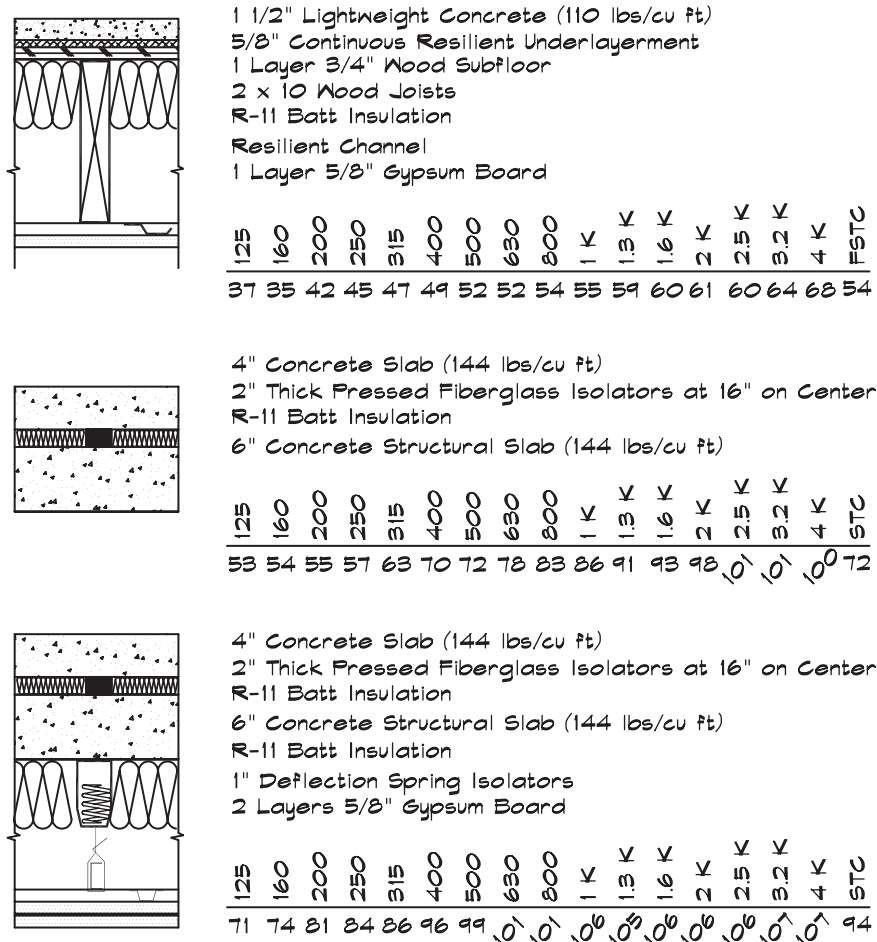 1 1/2" Lightweight Concrete (110 lbs/cu ft)
5/8" Continuous Resilient Underlayerment
1 Layer 3/4" Wood Subfloor
2 x 10 Wood Joists
R-11 Batt Insulation
Resilient Channel
1 Layer 5/8" Gypsum Board
125 160 200 250 315 400 500 630 800 1 K 1.3 K 1.6 K 2 K 2.5 K 3.2 K 4 K FSTC
37 35 42 45 47 49 52 52 54 55 59 60 61 60 64 68 54
4" Concrete Slab (144 lbs/cu ft)
2" Thick Pressed Fiberglass Isolators at 16" on Center
R-11 Batt Insulation
6" Concrete Structural Slab (144 lbs/cu ft)
125 160 200 250 315 400 500 630 800 1 K 1.3 K 1.6 K 2 K 2.5 K 3.2 K 4 K STC
53 54 55 57 63 70 72 78 83 86 91 93 98 101 101 100 72
4" Concrete Slab (144 lbs/cu ft)
2" Thick Pressed Fiberglass Isolators at 16" on Center
R-11 Batt Insulation
6" Concrete Structural Slab (144 lbs/cu ft)
R-11 Batt Insulation
1" Deflection Spring Isolators
2 Layers 5/8" Gypsum Board
125 160 200 250 315 400 500 630 800 1 K 1.3 K 1.6 K 2 K 2.5 K 3.2 K 4 K STC
71 74 81 84 86 96 99 101 101 106 105 106 106 106 107 107 94